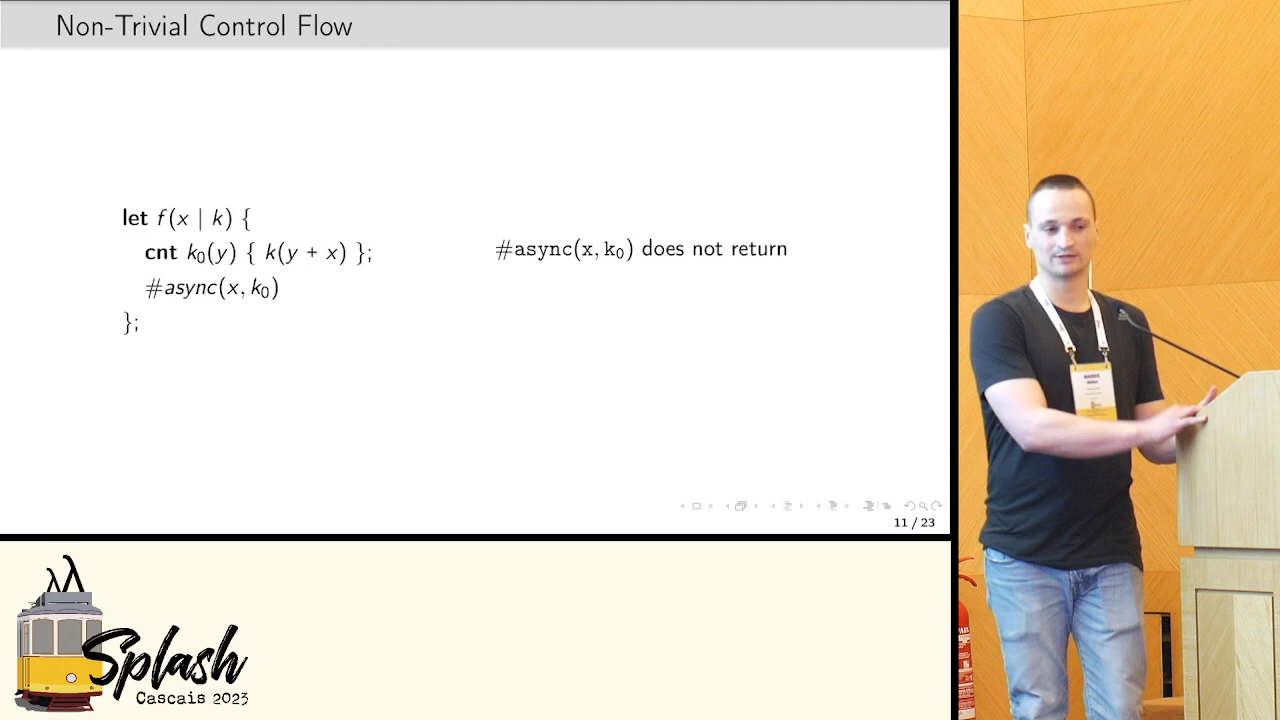 Non-Trivial Control Flow
let f(x | k) {
cnt k₀(y) { k(y + x) };
#async(x, k₀)
};
#async(x, k₀) does not return
11 / 23
Splash
Cascais 2023